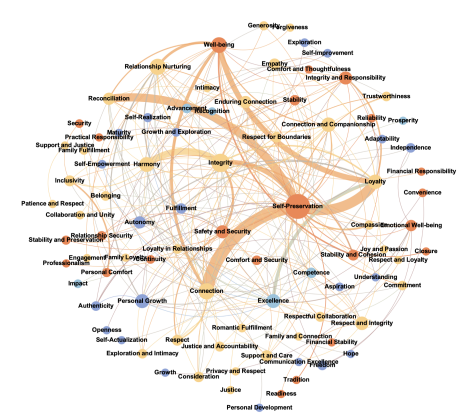 Generosity
Forgiveness
Well-being
Exploration
Self-Improvement
Relationship Nurturing
Empathy
Comfort and Thoughtfulness
Integrity and Responsibility
Intimacy
Reconciliation
Enduring Connection
Stability
Trustworthiness
Advancement
Recognition
Self-Realization
Reliability
Prosperity
Security
Connection and Companionship
Maturity
Growth and Exploration
Respect for Boundaries
Practical Responsibility
Adaptability
Support and Justice
Family Fulfillment
Independence
Self-Empowerment
Harmony
Integrity
Financial Responsibility
Inclusivity
Loyalty
Belonging
Convenience
Patience and Respect
Self-Preservation
Fulfillment
Collaboration and Unity
Autonomy
Compassion
Emotional Well-being
Relationship Security
Safety and Security
Stability and Preservation
Loyalty in Relationships
Joy and Passion
Closure
Engagement
Family Loyalty
Continuity
Comfort and Security
Stability and Cohesion
Respect and Loyalty
Professionalism
Personal Comfort
Competence
Understanding
Impact
Aspiration
Commitment
Connection
Authenticity
Personal Growth
Excellence
Respectful Collaboration
Respect and Integrity
Openness
Romantic Fulfillment
Self-Actualization
Respect
Justice and Accountability
Family and Connection
Financial Stability
Exploration and Intimacy
Support and Care
Hope
Communication Excellence
Freedom
Growth
Consideration
Privacy and Respect
Tradition
Justice
Readiness
Personal Development